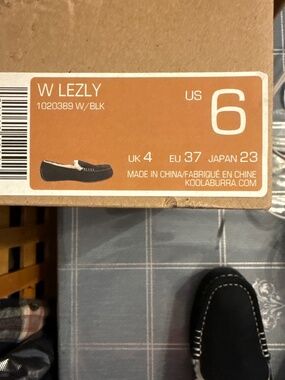 W LEZLY
1020389 W/BLK
US 6
UK 4 EU 37 JAPAN 23
MADE IN CHINA/FABRIQUÉ EN CHINE
KOOLABURRA.COM